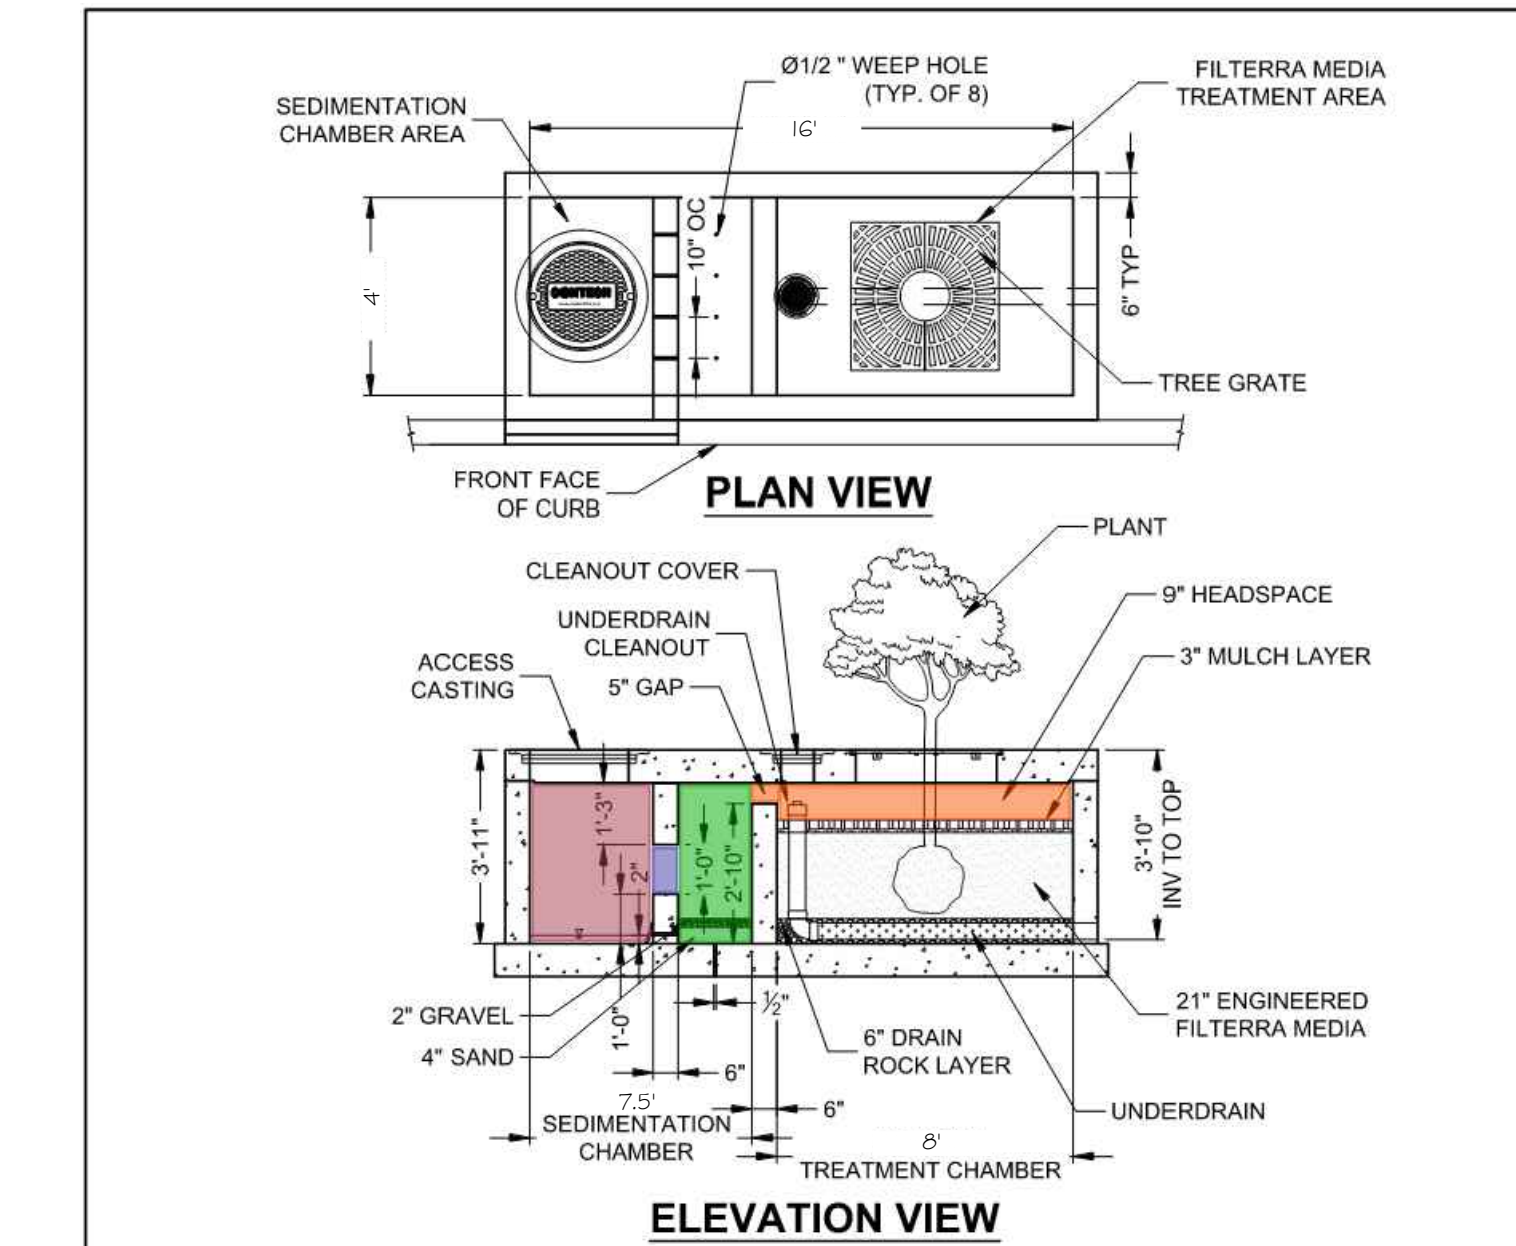 Ø1/2 " WEEP HOLE
(TYP. OF 8)
FILTERRA MEDIA
TREATMENT AREA
SEDIMENTATION
CHAMBER AREA
16'
10" OC
4'
6" TYP
CONTECH
TREE GRATE
FRONT FACE
OF CURB
PLAN VIEW
PLANT
CLEANOUT COVER
9" HEADSPACE
UNDERDRAIN
CLEANOUT
3" MULCH LAYER
ACCESS
CASTING
5" GAP
3'-11"
1'-3"
2"
1'-0"
2'-10"
3'-10"
INV TO TOP
2" GRAVEL
4" SAND
1'-0"
1/2"
21" ENGINEERED
FILTERRA MEDIA
6" DRAIN
ROCK LAYER
6"
7.5'
SEDIMENTATION
CHAMBER
6"
UNDERDRAIN
8'
TREATMENT CHAMBER
ELEVATION VIEW